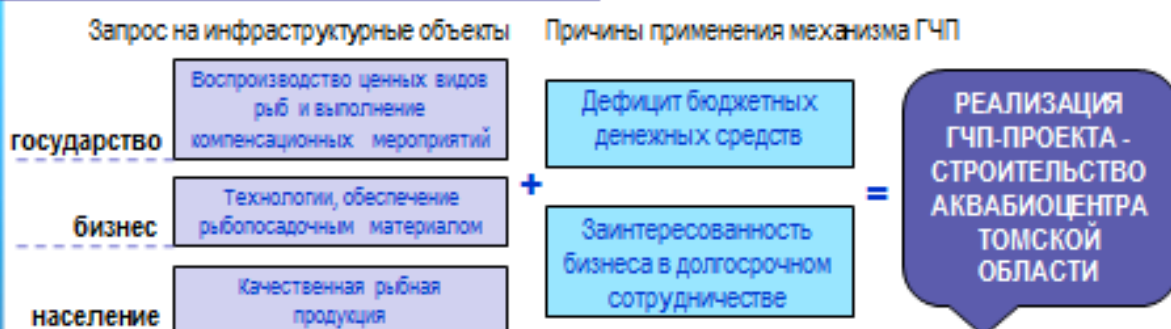 Запрос на инфраструктурные объекты
Причины применения механизма ГЧП
государство
Воспроизводство ценных видов
рыб и выполнение
компенсационных мероприятий
бизнес
Технологии, обеспечение
рыбопосадочным материалом
население
Качественная рыбная
продукция
+
Дефицит бюджетных
денежных средств
Заинтересованность
бизнеса в долгосрочном
сотрудничестве
=
РЕАЛИЗАЦИЯ
ГЧП-ПРОЕКТА -
СТРОИТЕЛЬСТВО
АКВАБИОЦЕНТРА
ТОМСКОЙ
ОБЛАСТИ